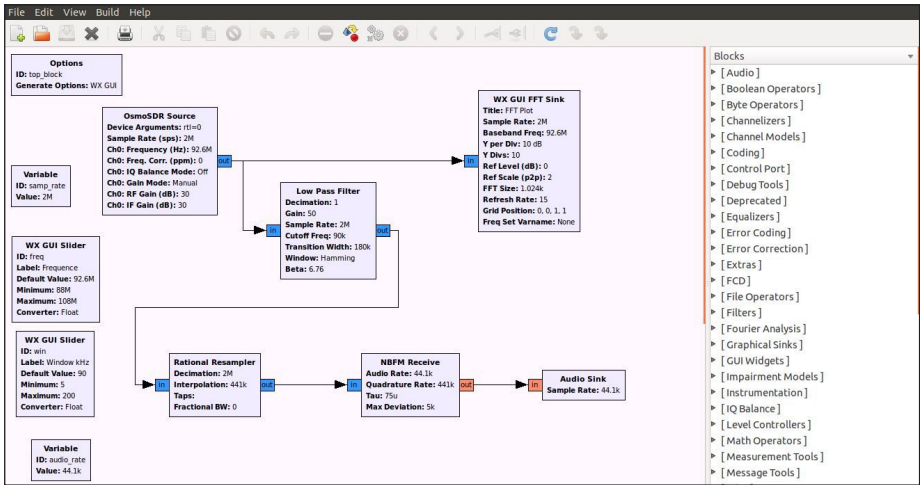 File Edit View Build Help
Options
ID: top_block
Generate Options: WX GUI
OsmoSDR Source
Device Arguments: rtl=0
Sample Rate (sps): 2M
Ch0: Frequency (Hz): 92.6M
Ch0: Freq. Corr. (ppm): 0
Ch0: IQ Balance Mode: Off
Ch0: Gain Mode: Manual
Ch0: RF Gain (dB): 30
Ch0: IF Gain (dB): 30
out
WX GUI FFT Sink
Title: FFT Plot
Sample Rate: 2M
Baseband Freq: 92.6M
Y per Div: 10 dB
Y Divs: 10
Ref Level (dB): 0
Ref Scale (p2p): 2
FFT Size: 1.024k
Refresh Rate: 15
Grid Position: 0, 0, 1, 1
Freq Set Varname: None
in
Variable
ID: samp_rate
Value: 2M
Low Pass Filter
Decimation: 1
Gain: 50
Sample Rate: 2M
Cutoff Freq: 90k
Transition Width: 180k
Window: Hamming
Beta: 6.76
in
out
WX GUI Slider
ID: freq
Label: Frequence
Default Value: 92.6M
Minimum: 88M
Maximum: 108M
Converter: Float
WX GUI Slider
ID: win
Label: Window kHz
Default Value: 90
Minimum: 5
Maximum: 200
Converter: Float
Rational Resampler
Decimation: 2M
Interpolation: 441k
Taps:
Fractional BW: 0
in
out
NBFM Receive
Audio Rate: 44.1k
Quadrature Rate: 441k
Tau: 75u
Max Deviation: 5k
in
out
Audio Sink
Sample Rate: 44.1k
in
Variable
ID: audio_rate
Value: 44.1k
Blocks
[ Audio ]
[ Boolean Operators ]
[ Byte Operators ]
[ Channelizers ]
[ Channel Models ]
[ Coding ]
[ Control Port ]
[ Debug Tools ]
[ Deprecated ]
[ Equalizers ]
[ Error Coding ]
[ Error Correction ]
[ Extras ]
[ FCD ]
[ File Operators ]
[ Filters ]
[ Fourier Analysis ]
[ Graphical Sinks ]
[ GUI Widgets ]
[ Impairment Models ]
[ Instrumentation ]
[ IQ Balance ]
[ Level Controllers ]
[ Math Operators ]
[ Measurement Tools ]
[ Message Tools ]